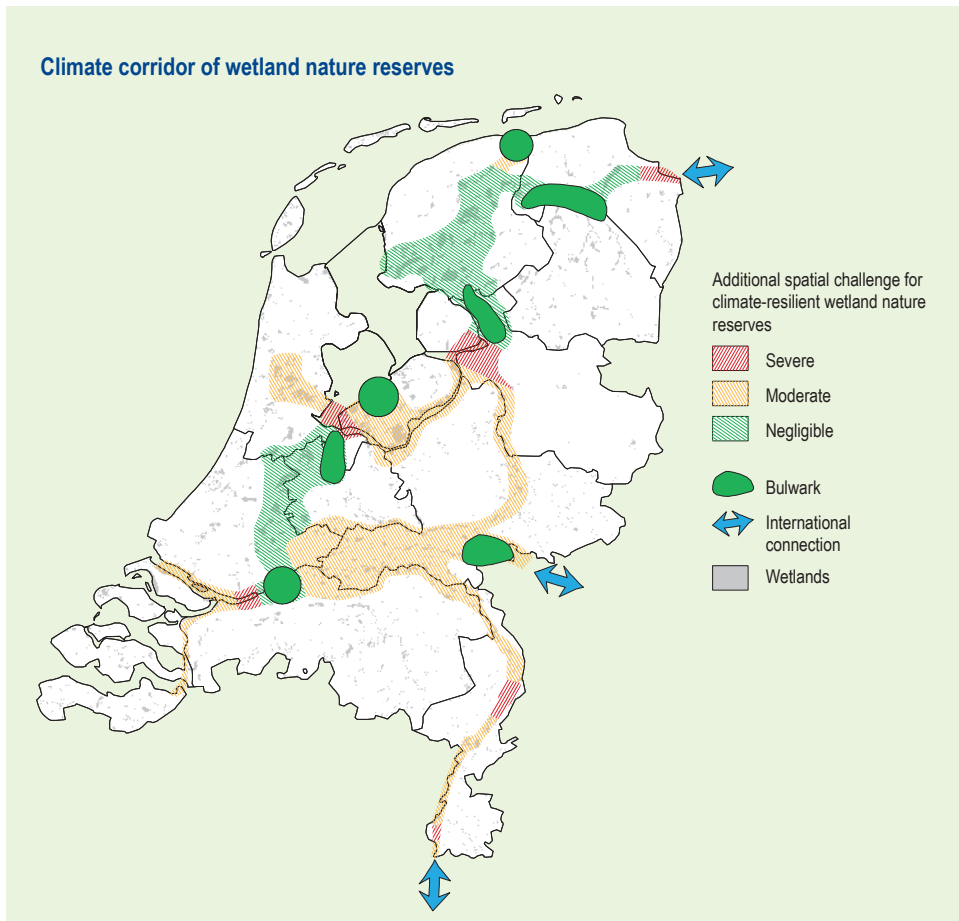 Climate corridor of wetland nature reserves
Additional spatial challenge for
climate-resilient wetland nature
reserves
Severe
Moderate
Negligible
Bulwark
International
connection
Wetlands